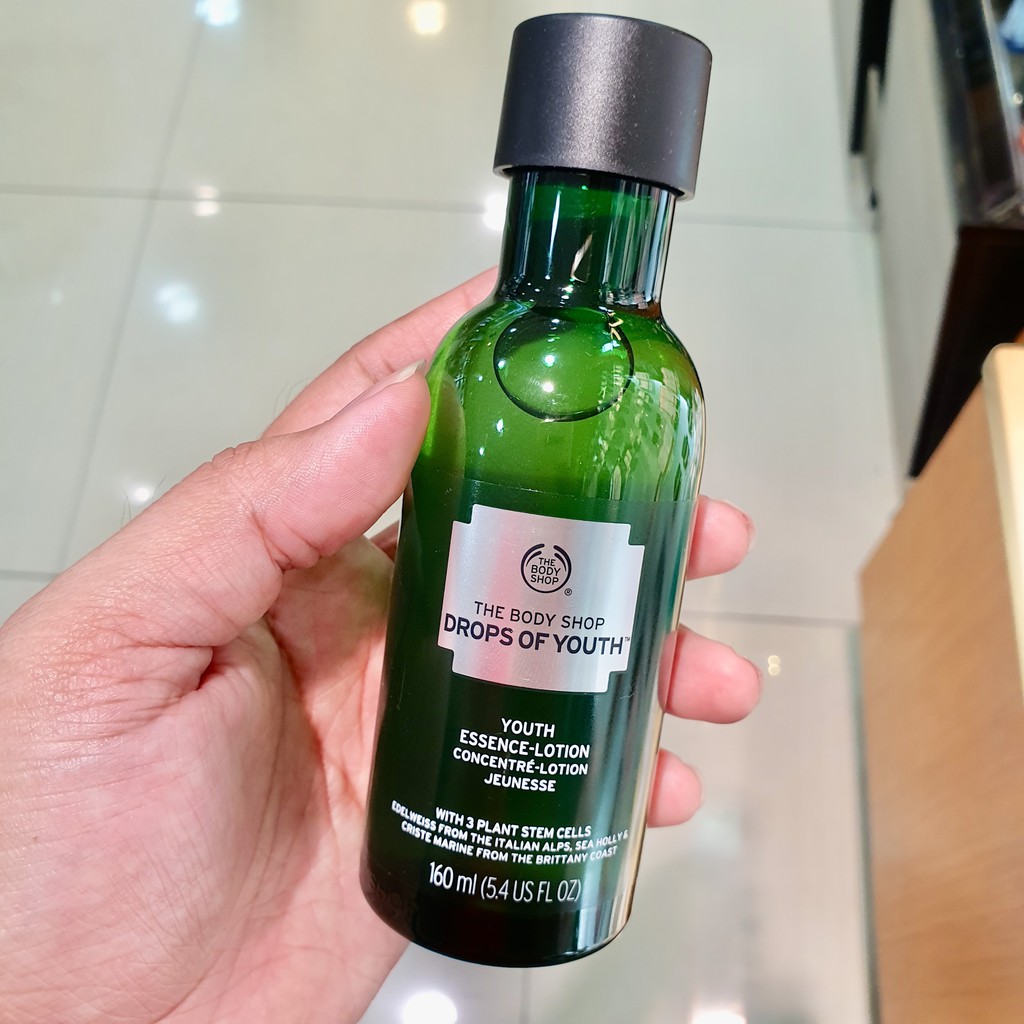 THE
BODY
SHOP
®
THE BODY SHOP
DROPS OF YOUTH™
YOUTH
ESSENCE-LOTION
CONCENTRÉ-LOTION
JEUNESSE
WITH 3 PLANT STEM CELLS
EDELWEISS FROM THE ITALIAN ALPS, SEA HOLLY &
CRISTE MARINE FROM THE BRITTANY COAST
160 ml (5.4 US FL OZ)